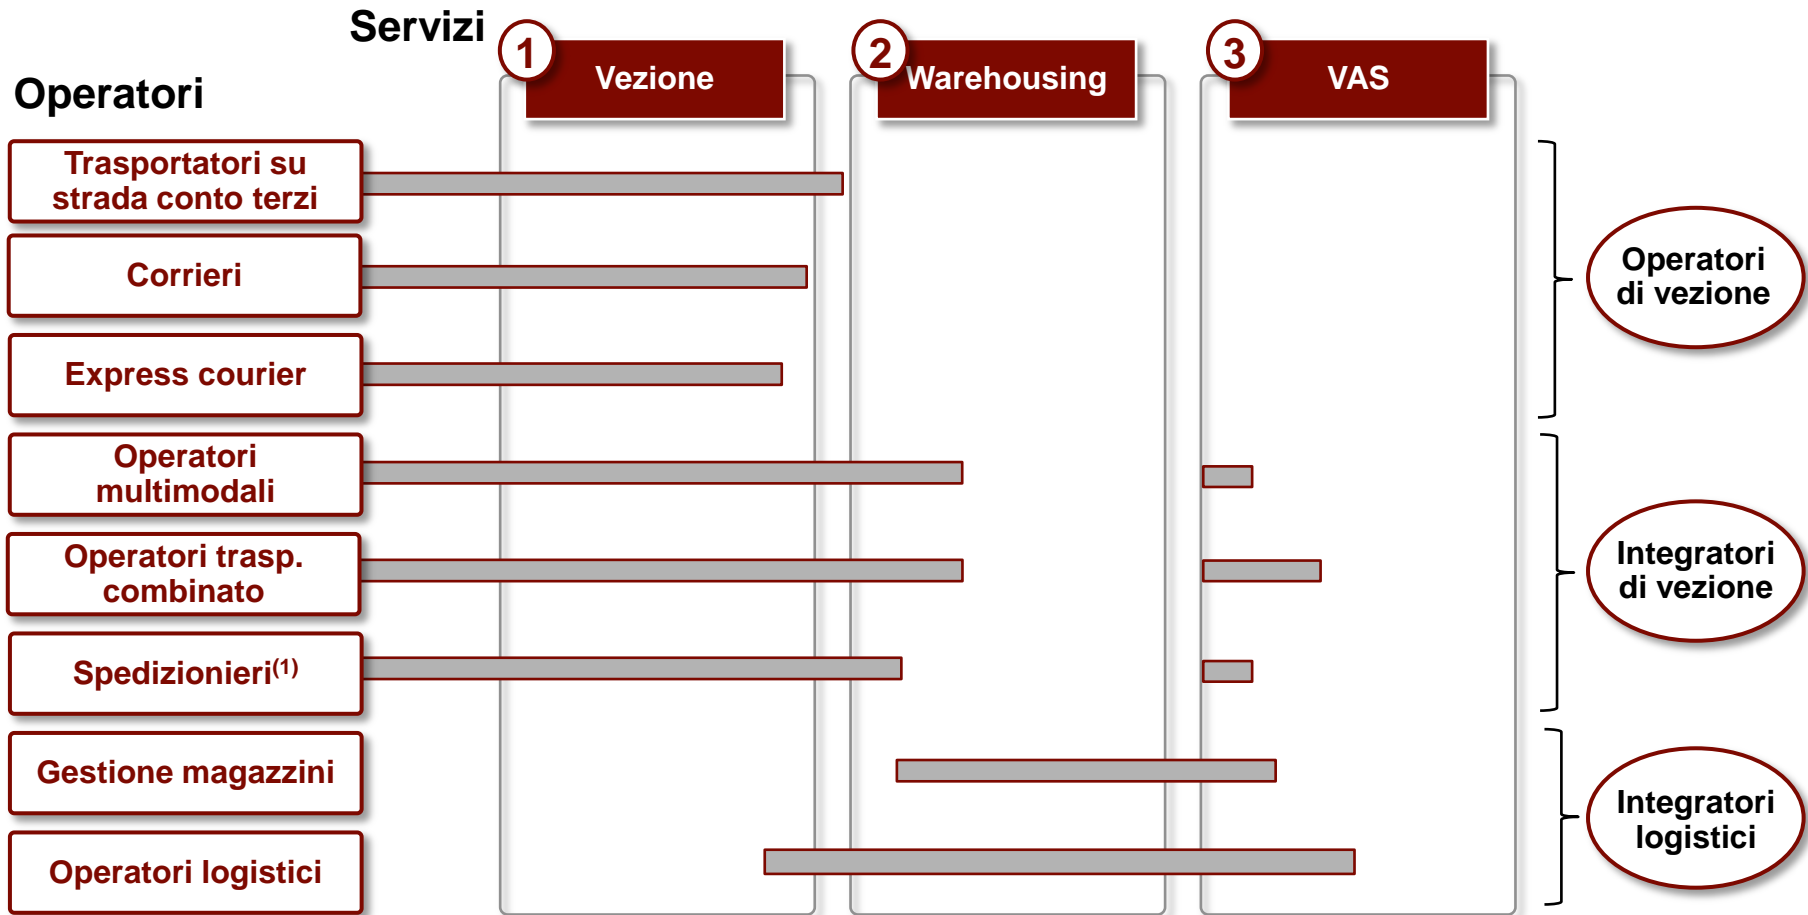 Servizi
1
Vezione
2
Warehousing
3
VAS
Operatori
Trasportatori su
strada conto terzi
Corrieri
Express courier
Operatori
di vezione
Operatori
multimodali
Operatori trasp.
combinato
Spedizionieri(1)
Integratori
di vezione
Gestione magazzini
Operatori logistici
Integratori
logistici